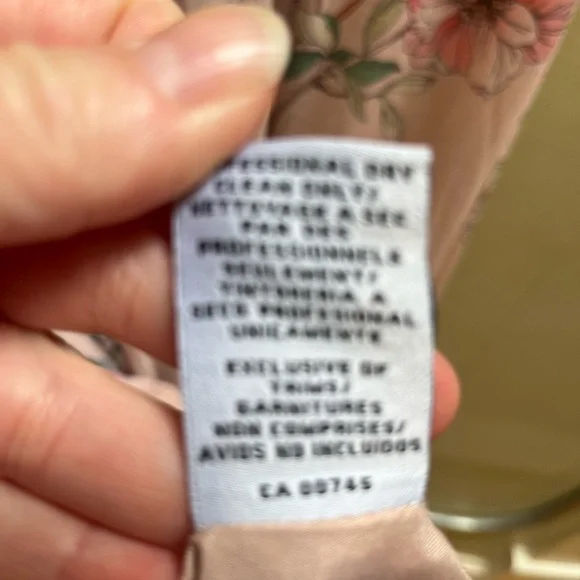 PROFESSIONAL DRY
CLEAN ONLY/
NETTOYAGE A SEC
PAR DES
PROFESSIONNELS
SEULEMENT/
TINTORERIA A
SECO PROFESIONAL
UNICAMENTE
EXCLUSIVE OF
TRIMS/
GARNITURES
NON COMPRISES/
AVIOS NO INCLUIDOS
CA 00745